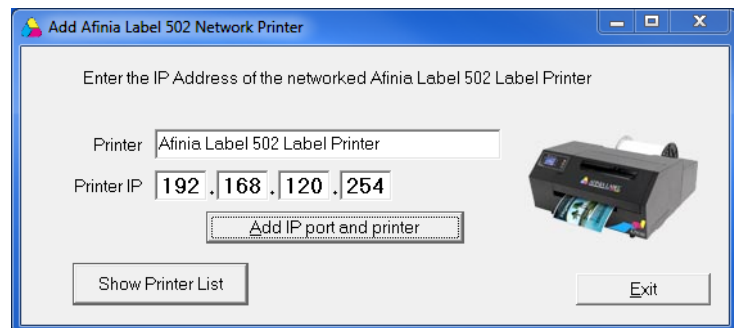 Add Afinia Label 502 Network Printer
Enter the IP Address of the networked Afinia Label 502 Label Printer
Printer Afinia Label 502 Label Printer
Printer IP 192.168.120.254
Add IP port and printer
Show Printer List
Exit
AFINIA LABEL